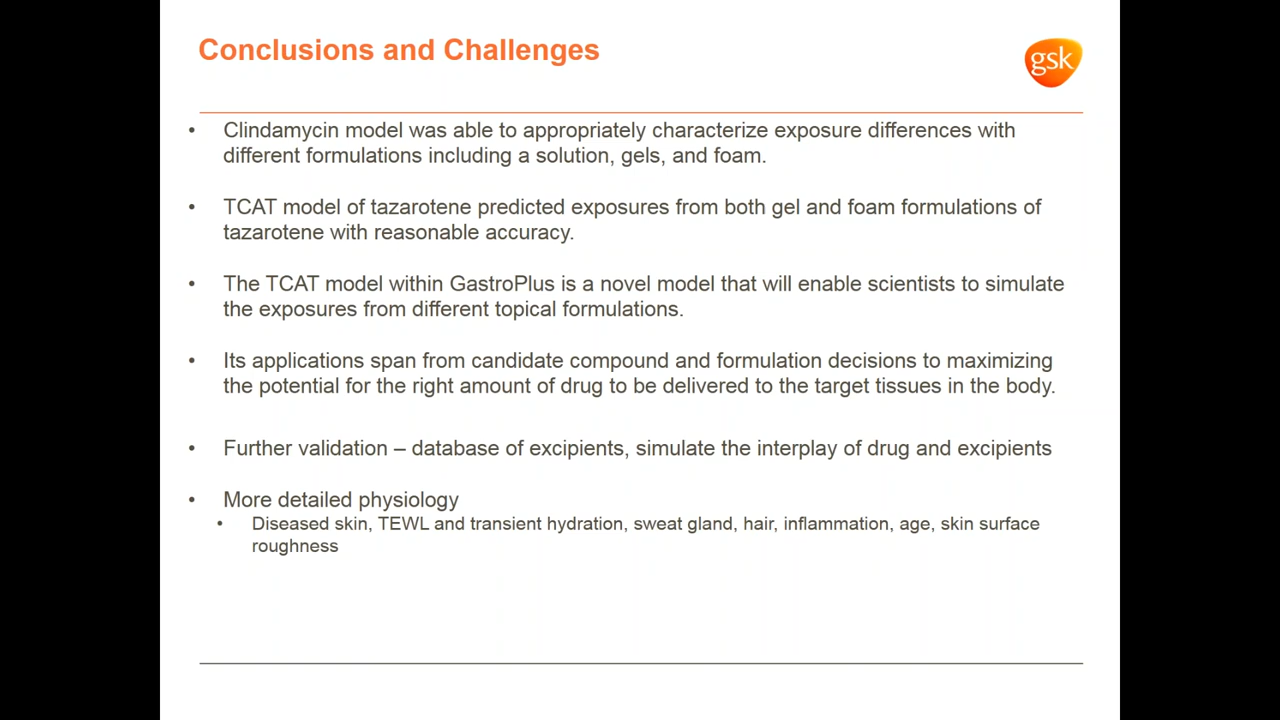 Conclusions and Challenges
gsk
• Clindamycin model was able to appropriately characterize exposure differences with
different formulations including a solution, gels, and foam.
• TCAT model of tazarotene predicted exposures from both gel and foam formulations of
tazarotene with reasonable accuracy.
• The TCAT model within GastroPlus is a novel model that will enable scientists to simulate
the exposures from different topical formulations.
• Its applications span from candidate compound and formulation decisions to maximizing
the potential for the right amount of drug to be delivered to the target tissues in the body.
• Further validation – database of excipients, simulate the interplay of drug and excipients
• More detailed physiology
• Diseased skin, TEWL and transient hydration, sweat gland, hair, inflammation, age, skin surface
roughness